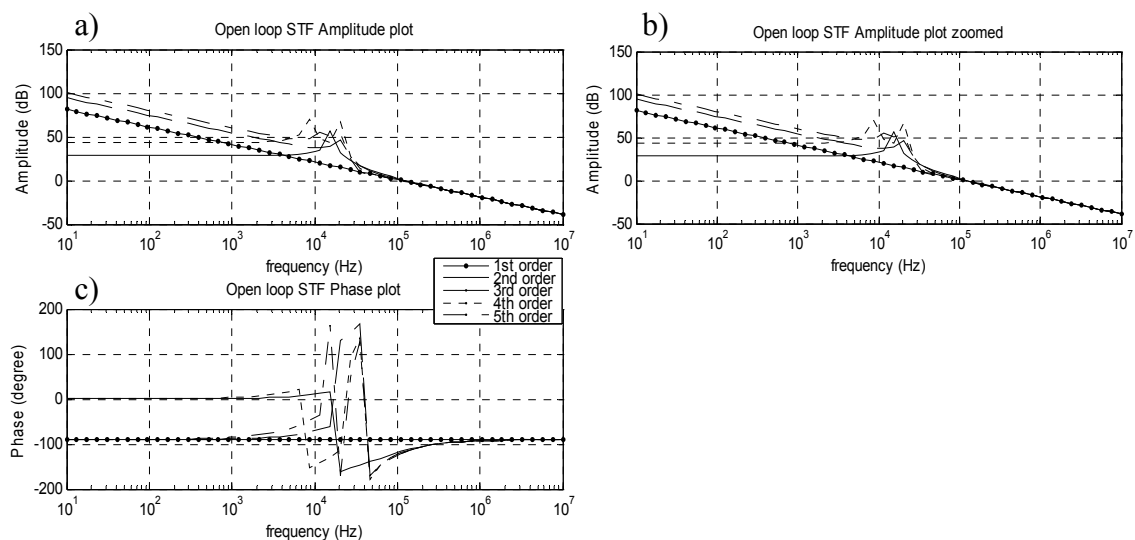 a)
Open loop STF Amplitude plot
150
100
50
0
-50
Amplitude (dB)
10^1 10^2 10^3 10^4 10^5 10^6 10^7
frequency (Hz)
b)
Open loop STF Amplitude plot zoomed
150
100
50
0
-50
Amplitude (dB)
10^1 10^2 10^3 10^4 10^5 10^6 10^7
frequency (Hz)
c)
Open loop STF Phase plot
1st order
2nd order
3rd order
4th order
5th order
200
100
0
-100
-200
Phase (degree)
10^1 10^2 10^3 10^4 10^5 10^6 10^7
frequency (Hz)